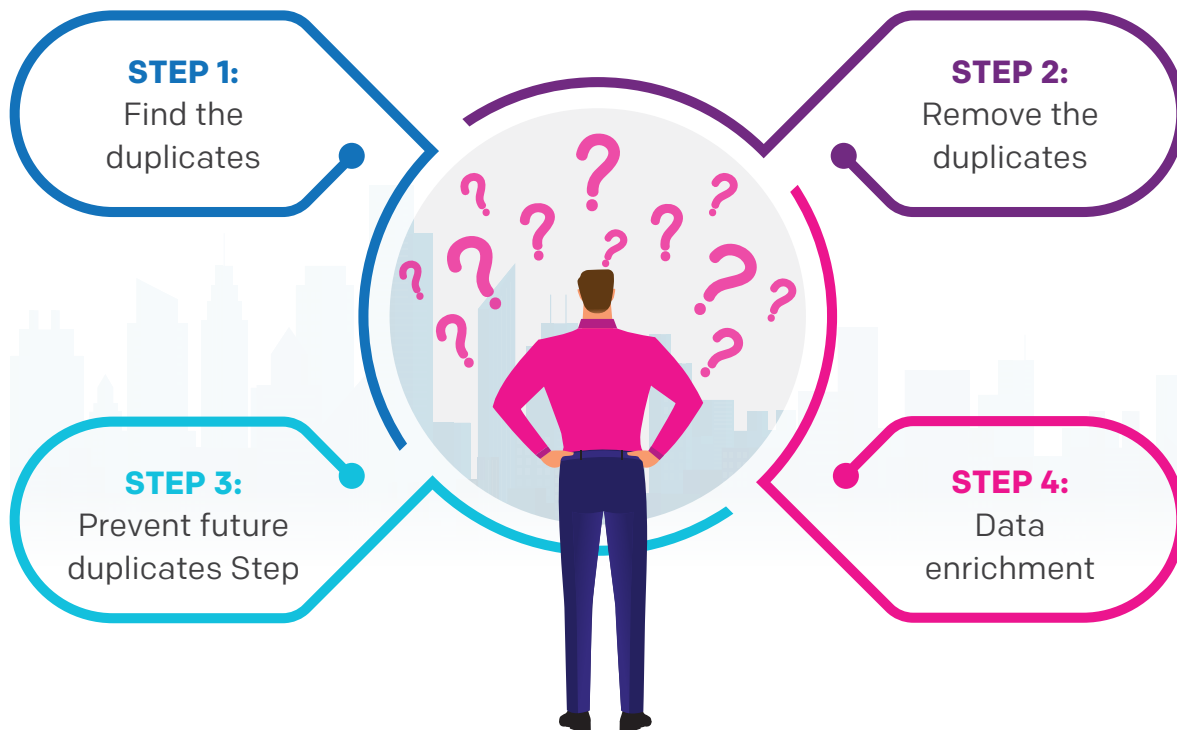 STEP 1:
Find the
duplicates
STEP 2:
Remove the
duplicates
STEP 3:
Prevent future
duplicates Step
STEP 4:
Data
enrichment